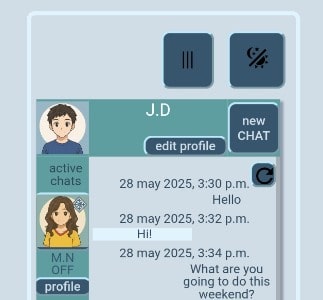 J.D
new
CHAT
edit profile
active
chats
28 may 2025, 3:30 p.m.
Hello
28 may 2025, 3:32 p.m.
Hi!
28 may 2025, 3:34 p.m.
What are you
going to do this
weekend?
M.N
OFF
profile